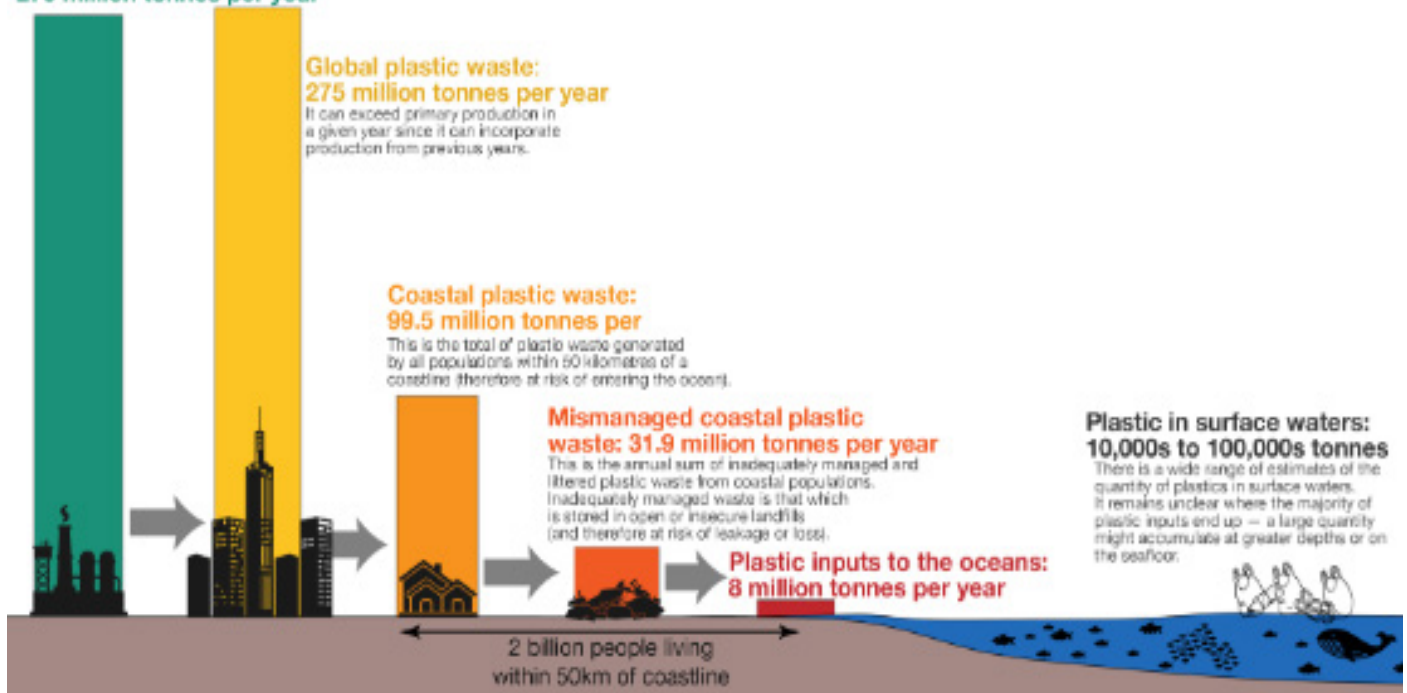 million tonnes per year
Global plastic waste:
275 million tonnes per year
It can exceed primary production in
a given year since it can incorporate
production from previous years.
Coastal plastic waste:
99.5 million tonnes per
This is the total of plastic waste generated
by all populations within 50 kilometres of a
coastline (therefore at risk of entering the ocean).
Mismanaged coastal plastic
waste: 31.9 million tonnes per year
This is the annual sum of inadequately managed and
littered plastic waste from coastal populations.
Inadequately managed waste is that which
is stored in open or insecure landfills
(and therefore at risk of leakage or loss).
Plastic inputs to the oceans:
8 million tonnes per year
Plastic in surface waters:
10,000s to 100,000s tonnes
There is a wide range of estimates of the
quantity of plastics in surface waters.
It remains unclear where the majority of
plastic inputs end up — a large quantity
might accumulate at greater depths or on
the seafloor.
2 billion people living
within 50km of coastline